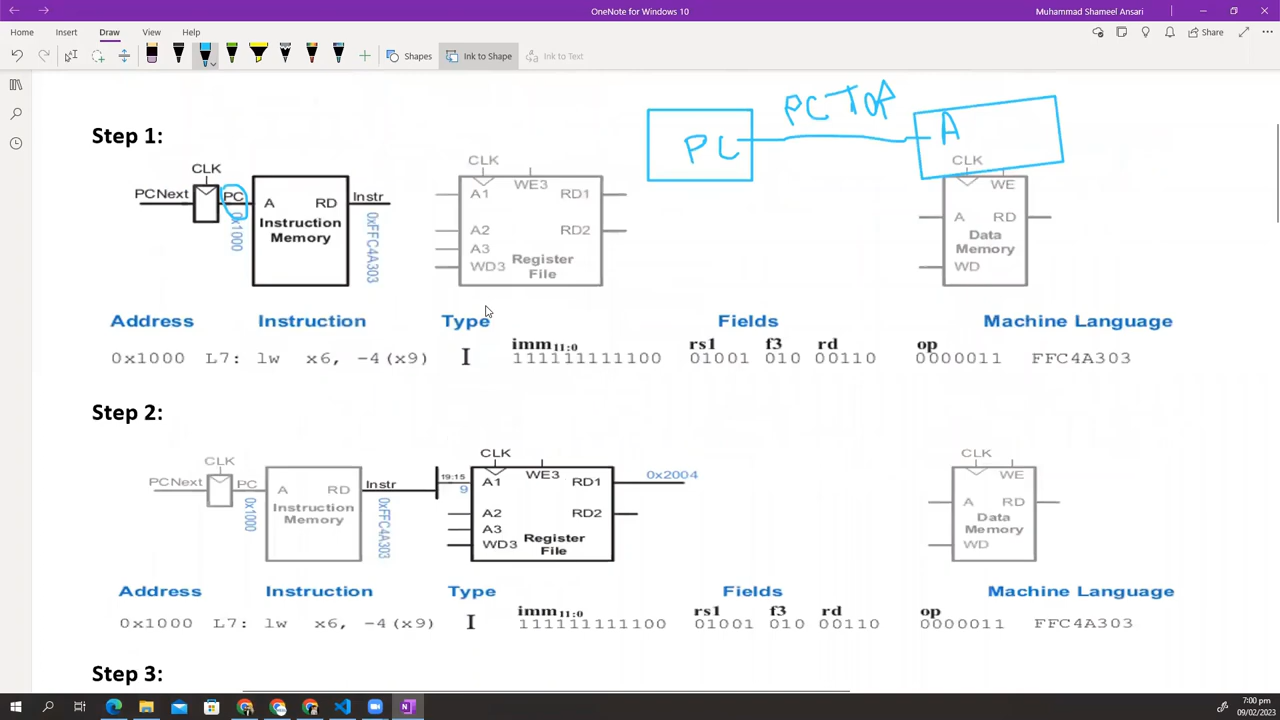 OneNote for Windows 10
Muhammad Shameel Ansari
Home Insert Draw View Help
Share
Shapes
Ink to Shape
Ink to Text
PC TOP
PC
A
Step 1:
CLK
PCNext
PC
0x1000
A RD
Instruction
Memory
Instr
0xFFC4A303
CLK
WE3
A1 RD1
A2 RD2
A3
WD3
Register
File
CLK
WE
A RD
Data
Memory
WD
Address Instruction Type Fields Machine Language
imm11:0 rs1 f3 rd op
0x1000 L7: lw x6, -4(x9) I 111111111100 01001 010 00110 0000011 FFC4A303
Step 2:
CLK
PCNext
PC
0x1000
A RD
Instruction
Memory
Instr
0xFFC4A303
19:15
9
CLK
WE3
A1 RD1
0x2004
A2 RD2
A3
WD3
Register
File
CLK
WE
A RD
Data
Memory
WD
Address Instruction Type Fields Machine Language
imm11:0 rs1 f3 rd op
0x1000 L7: lw x6, -4(x9) I 111111111100 01001 010 00110 0000011 FFC4A303
Step 3:
7:00 pm
09/02/2023